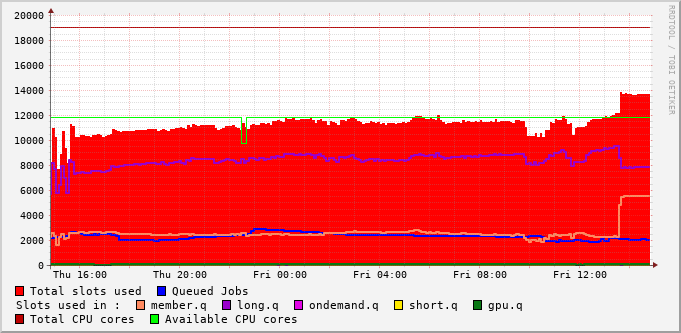 20000
18000
16000
14000
12000
10000
8000
6000
4000
2000
0
Thu 16:00 Thu 20:00 Fri 00:00 Fri 04:00 Fri 08:00 Fri 12:00
RRDTOOL / TOBI OETIKER
Total slots used Queued Jobs
Slots used in : member.q long.q ondemand.q short.q gpu.q
Total CPU cores Available CPU cores